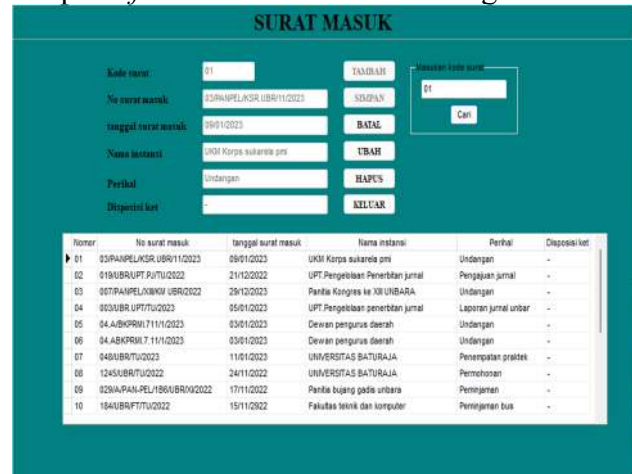 SURAT MASUK
Kode surat 01 TAMBAH Masukan kode surat
No surat masuk 03/PANPEL/KSR.UBR/11/2023 SIMPAN 01
tanggal surat masuk 09/01/2023 BATAL Cari
Nama instansi UKM Korps sukarela pmi UBAH
Perihal Undangan HAPUS
Disposisi ket - KELUAR
Nomor No surat masuk tanggal surat masuk Nama instansi Perihal Disposisi ket
01 03/PANPEL/KSR.UBR/11/2023 09/01/2023 UKM Korps sukarela pmi Undangan -
02 019/UBR/UPT.PJ/TU/2022 21/12/2022 UPT.Pengelolaan Penerbitan jurnal Pengajuan jurnal -
03 007/PANPEL/XIII/KM UBR/2022 29/12/2023 Panitia Kongres ke XIII UNBARA Undangan -
04 003/UBR.UPT/TU/2023 05/01/2023 UPT.Pengelolaan penerbitan jurnal Laporan jurnal unbar -
05 04.A/BKPRMI.711/1/2023 03/01/2023 Dewan pengurus daerah Undangan -
06 04.ABKPRMI.7.11/1/2023 03/01/2023 Dewan pengurus daerah Undangan -
07 048/UBR/TU/2023 11/01/2023 UNIVERSITAS BATURAJA Penempatan praktek -
08 1245/UBR/TU/2022 24/11/2022 UNIVERSITAS BATURAJA Permohonan -
09 029/A/PAN-PEL/1B6/UBR/XI/2022 17/11/2022 Panitia bujang gadis unbara Peminjaman -
10 184/UBR/FT/TU/2022 15/11/2922 Fakultas teknik dan komputer Peminjaman bus -